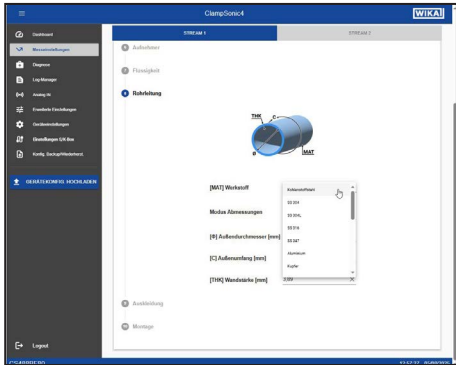 ClampSonic4
WIKA
Dashboard
Messeinstellungen
Diagnose
Log Manager
Analog IN
Erweiterte Einstellungen
Geräteeinstellungen
Einstellungen E/A-Box
Konfig. Backup/Wiederherst.
GERÄTEKONFIG. HOCHLADEN
Logout
STREAM 1
STREAM 2
Aufnehmer
Flüssigkeit
Rohrleitung
THK
C
Φ
MAT
[MAT] Werkstoff
Kohlenstoffstahl
SS 304
SS 304L
SS 316
SS 347
Aluminium
Kupfer
Modus Abmessungen
[Φ] Außendurchmesser [mm]
[C] Außenumfang [mm]
[THK] Wandstärke [mm]
Auskleidung
Montage